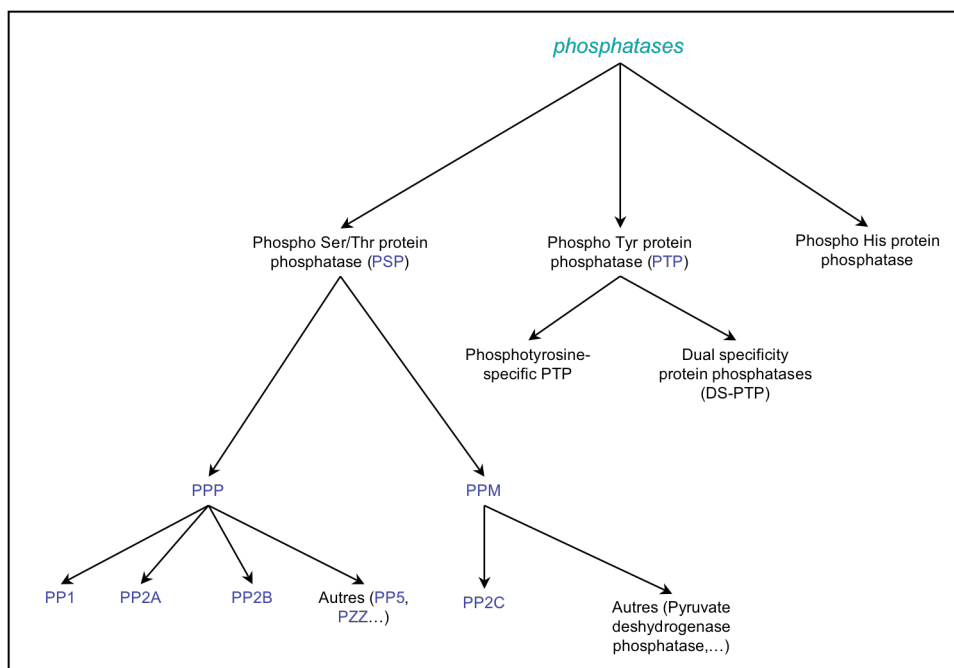 phosphatases
Phospho Ser/Thr protein
phosphatase (PSP)
Phospho Tyr protein
phosphatase (PTP)
Phospho His protein
phosphatase
Phosphotyrosine-
specific PTP
Dual specificity
protein phosphatases
(DS-PTP)
PPP
PPM
PP1
PP2A
PP2B
Autres (PP5,
PZZ…)
PP2C
Autres (Pyruvate
deshydrogenase
phosphatase,…)